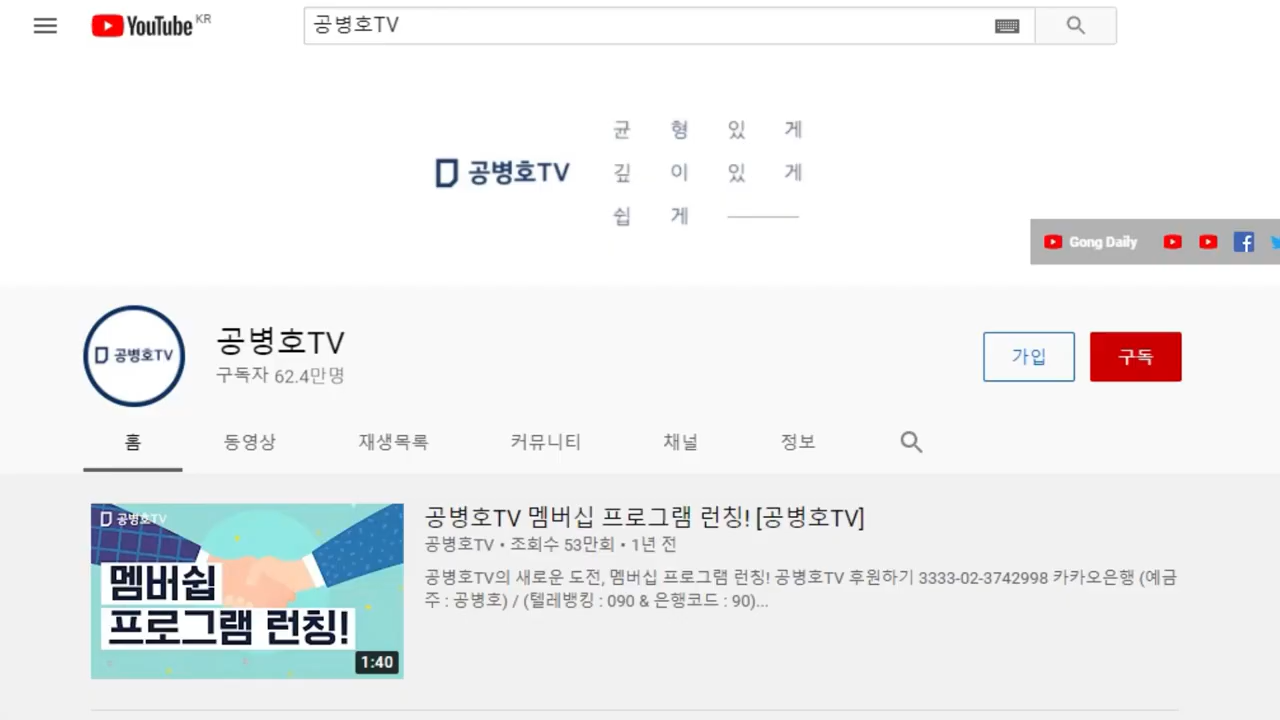 YouTube KR
공병호TV
균형있게
공병호TV
깊이있게
쉽게
Gong Daily
공병호TV
공병호TV
구독자 62.4만명
가입
구독
홈
동영상
재생목록
커뮤니티
채널
정보
공병호TV
멤버쉽
프로그램 런칭!
1:40
공병호TV 멤버십 프로그램 런칭! [공병호TV]
공병호TV • 조회수 53만회 • 1년 전
공병호TV의 새로운 도전, 멤버십 프로그램 런칭! 공병호TV 후원하기 3333-02-3742998 카카오은행 (예금
주 : 공병호) / (텔레뱅킹 : 090 & 은행코드 : 90)...